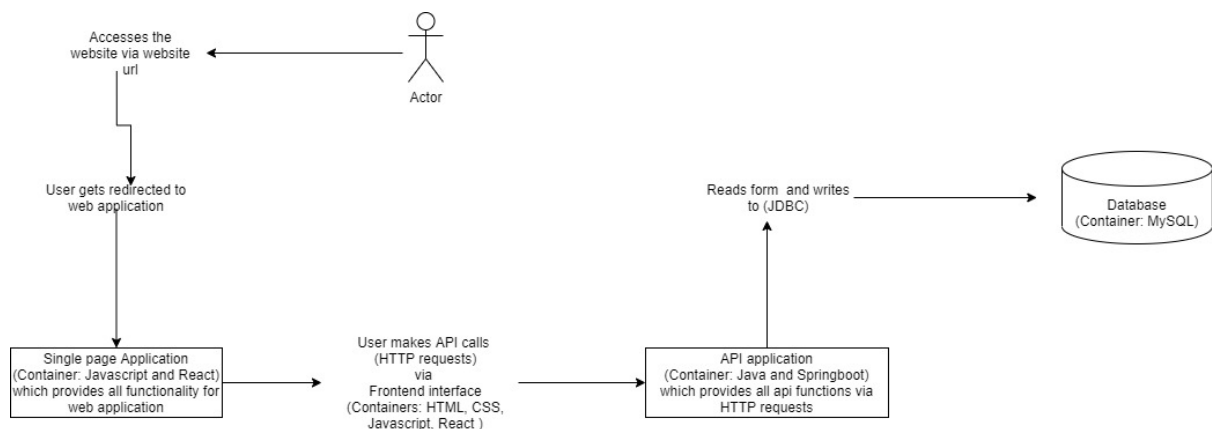 Accesses the
website via website
url
Actor
User gets redirected to
web application
Single page Application
(Container: Javascript and React)
which provides all functionality for
web application
User makes API calls
(HTTP requests)
via
Frontend interface
(Containers: HTML, CSS,
Javascript, React )
API application
(Container: Java and Springboot)
which provides all api functions via
HTTP requests
Reads form and writes
to (JDBC)
Database
(Container: MySQL)